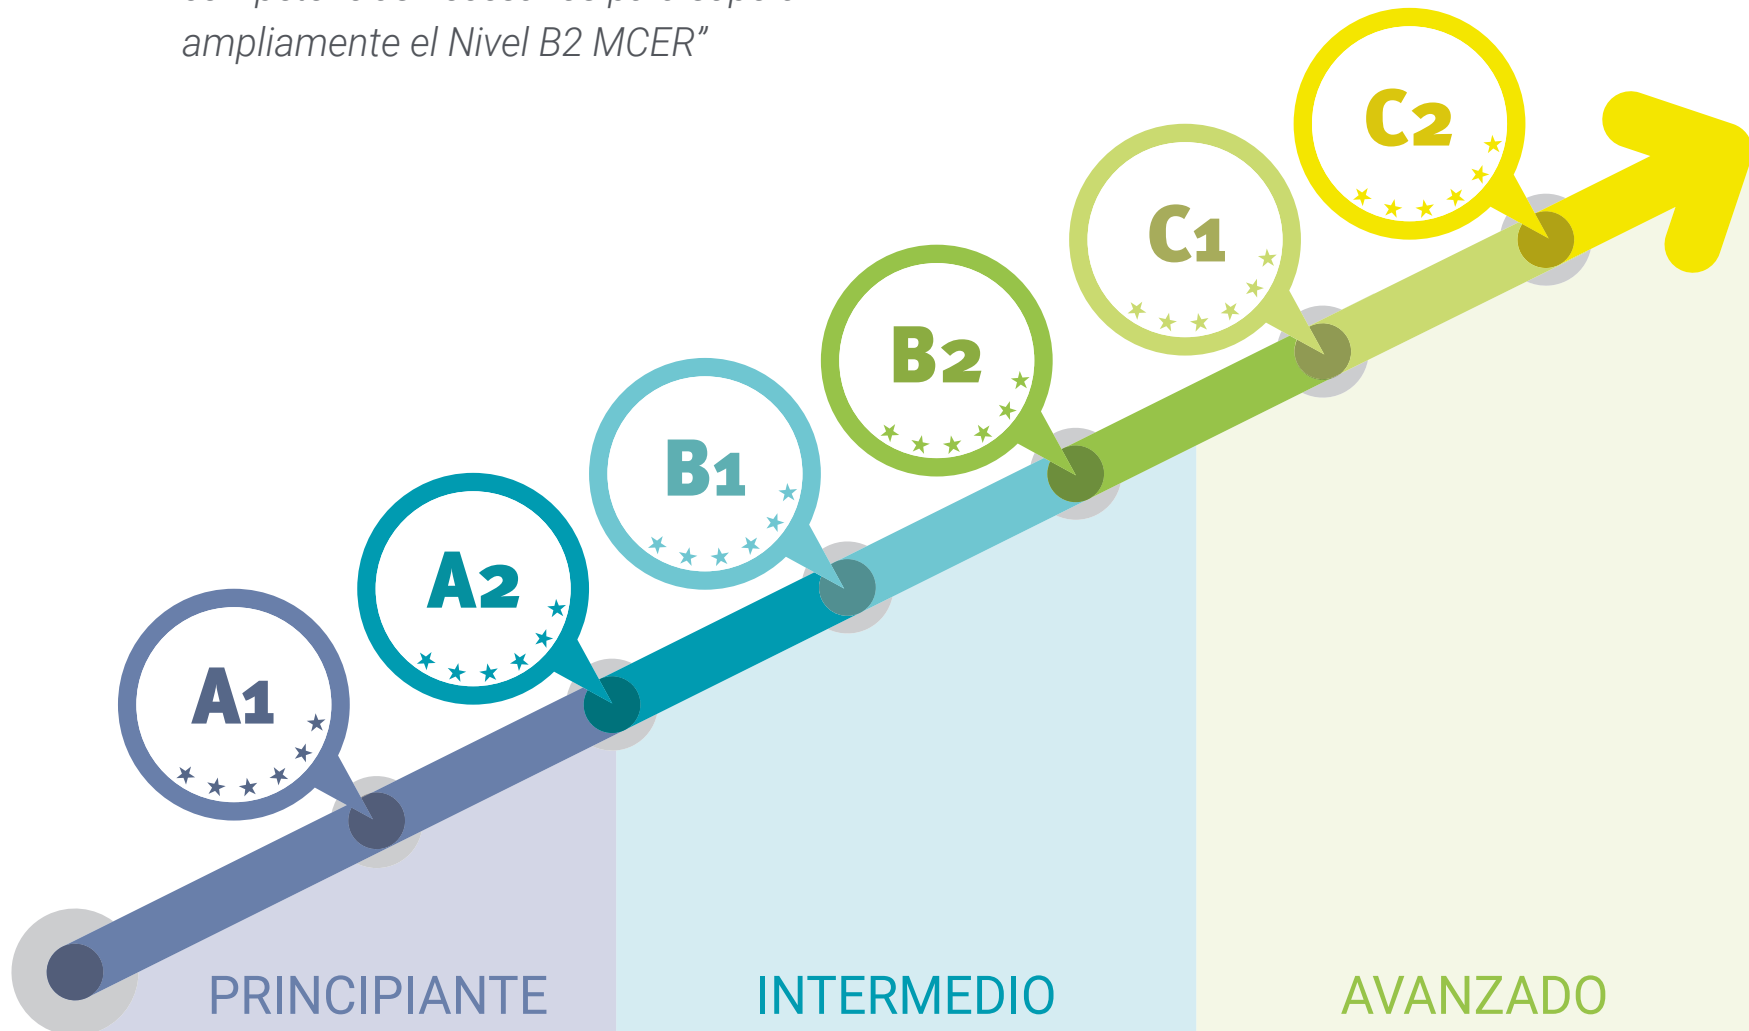 ampliamente el Nivel B2 MCER”
C2
C1
B2
B1
A2
A1
PRINCIPIANTE
INTERMEDIO
AVANZADO